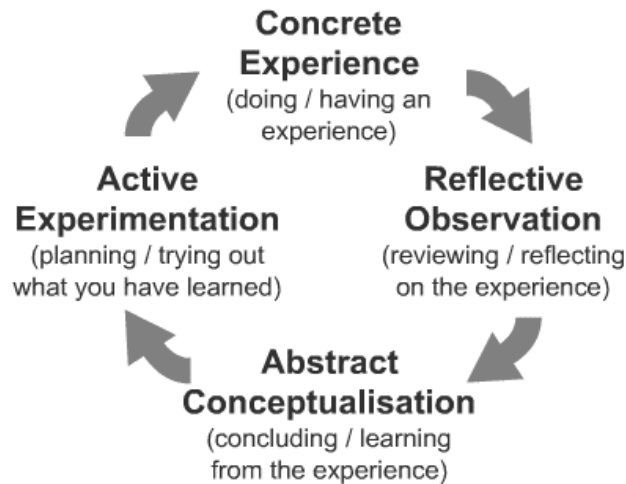 Concrete
Experience
(doing / having an
experience)
Reflective
Observation
(reviewing / reflecting
on the experience)
Abstract
Conceptualisation
(concluding / learning
from the experience)
Active
Experimentation
(planning / trying out
what you have learned)